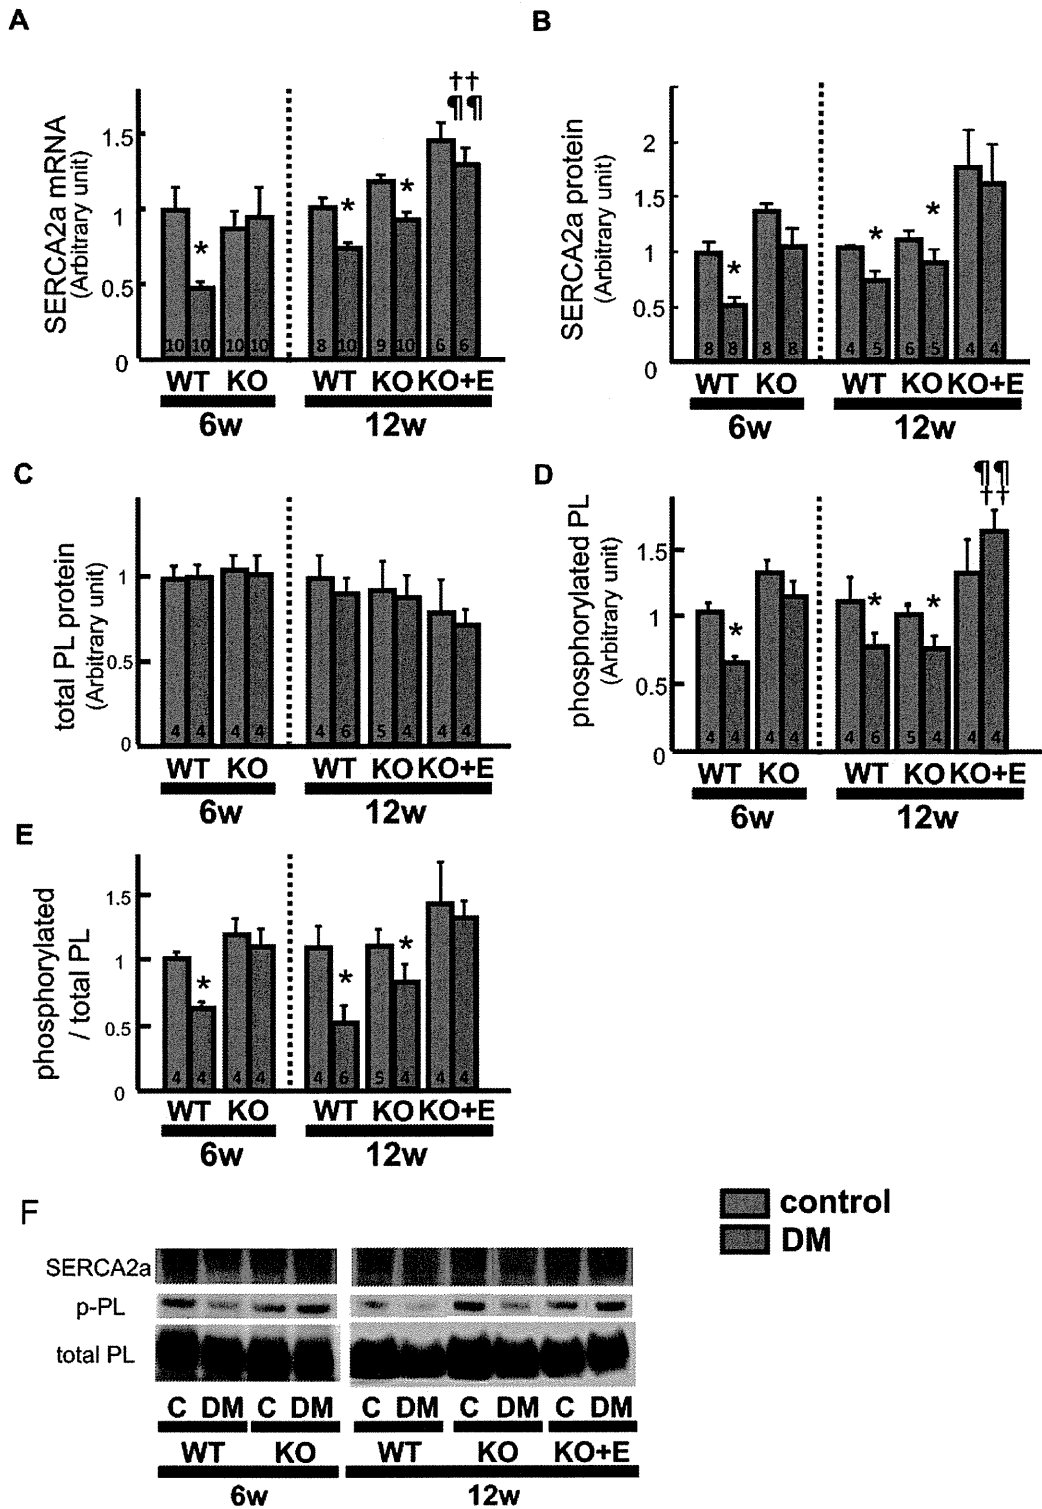 A
SERCA2a mRNA
(Arbitrary unit)
1.5
1
0.5
0
*
*
*
††
¶¶
10 10 10 10 8 10 9 10 6 6
WT KO WT KO KO+E
6w 12w
B
SERCA2a protein
(Arbitrary unit)
2
1.5
1
0.5
0
*
*
*
8 8 8 8 4 5 6 5 4 4
WT KO WT KO KO+E
6w 12w
C
total PL protein
(Arbitrary unit)
1
0.5
0
4 4 4 4 4 6 5 4 4 4
WT KO WT KO KO+E
6w 12w
D
phosphorylated PL
(Arbitrary unit)
1.5
1
0.5
0
*
*
*
¶¶
††
4 4 4 4 4 6 5 4 4 4
WT KO WT KO KO+E
6w 12w
E
phosphorylated
/ total PL
1.5
1
0.5
0
*
*
*
4 4 4 4 4 6 5 4 4 4
WT KO WT KO KO+E
6w 12w
control
DM
F
SERCA2a
p-PL
total PL
C DM C DM C DM C DM C DM
WT KO WT KO KO+E
6w 12w